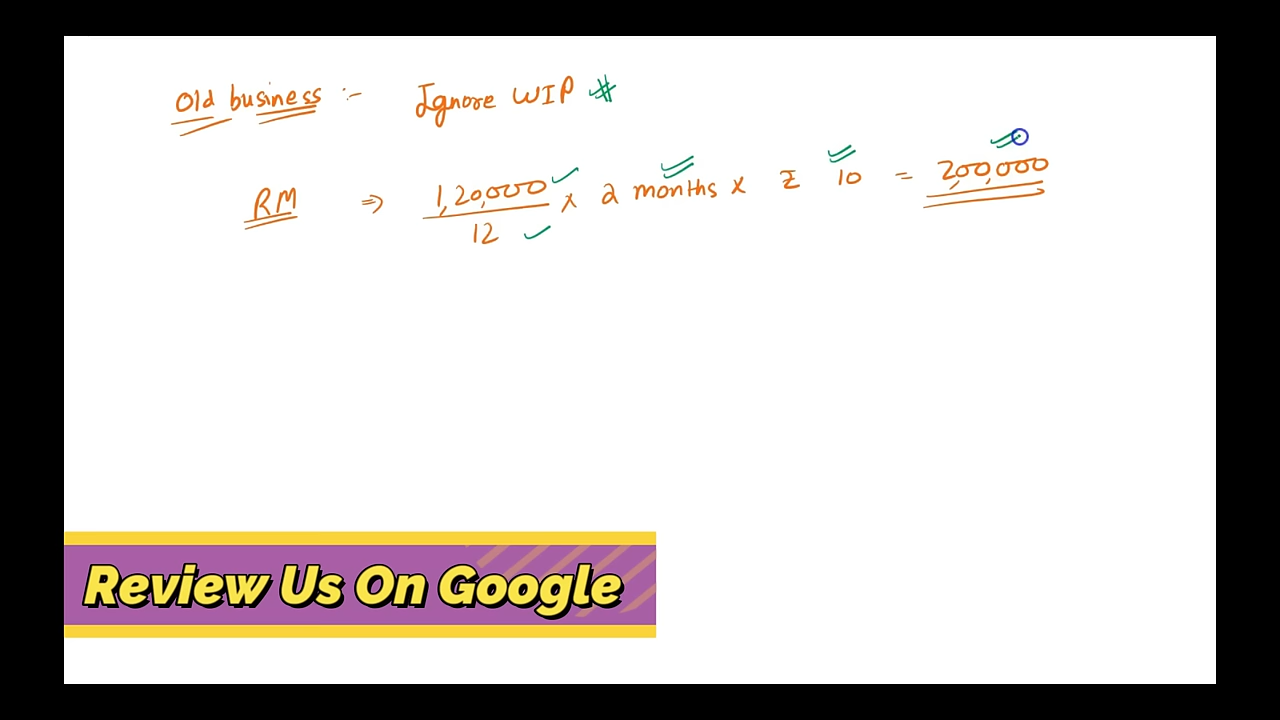 Old business :- Ignore WIP #
RM ⇒ 1,20,000 / 12 x 2 months x ₹ 10 = 200,000
Review Us On Google